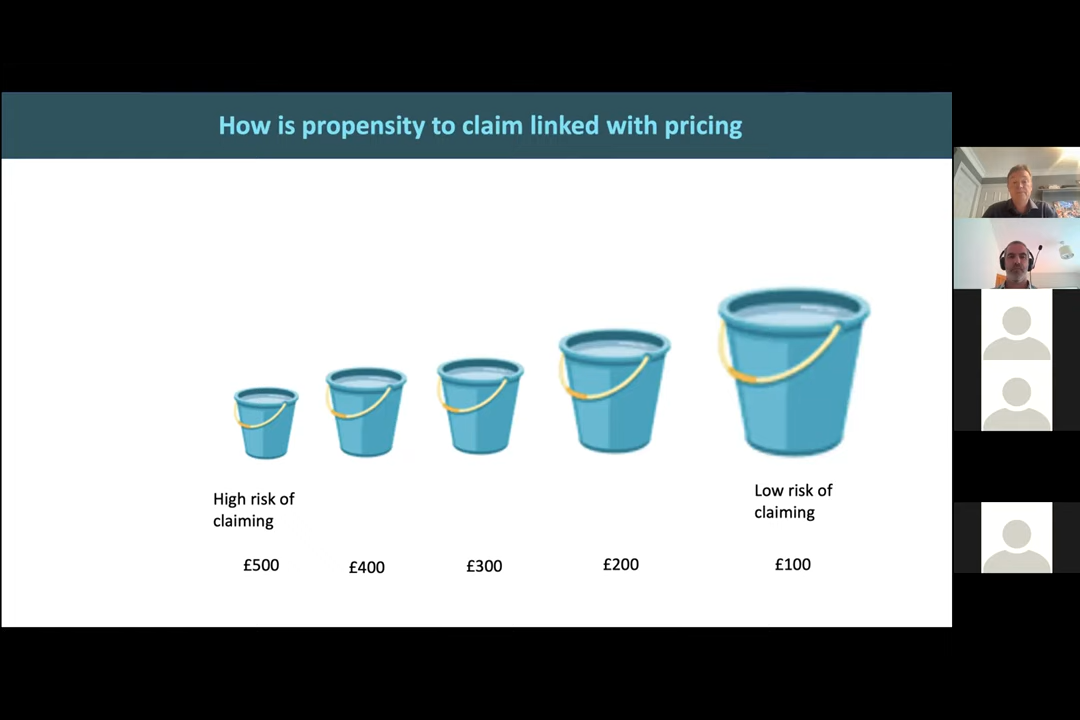 How is propensity to claim linked with pricing
High risk of
claiming
Low risk of
claiming
£500
£400
£300
£200
£100